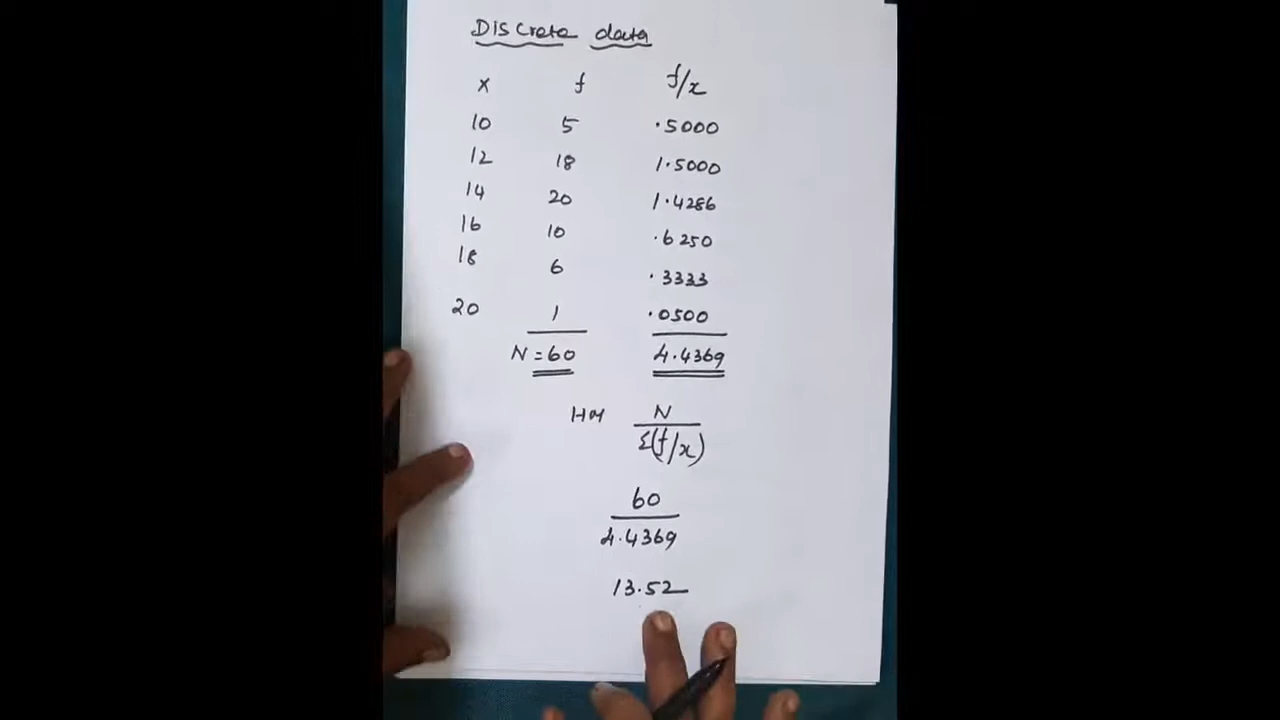 Discrete data
x f f/x
10 5 .5000
12 18 1.5000
14 20 1.4286
16 10 .6250
18 6 .3333
20 1 .0500
N = 60 4.4369
HM N
Σ(f/x)
60
4.4369
13.52